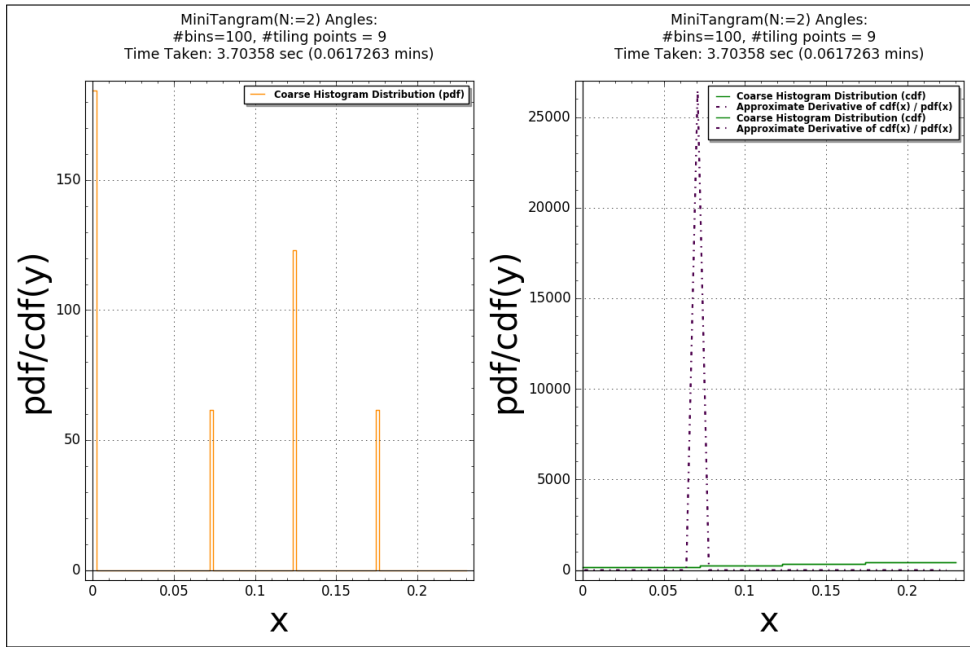 MiniTangram(N:=2) Angles:
#bins=100, #tiling points = 9
Time Taken: 3.70358 sec (0.0617263 mins)
Coarse Histogram Distribution (pdf)
pdf/cdf(y)
150
100
50
0
0
0.05
0.1
0.15
0.2
x
MiniTangram(N:=2) Angles:
#bins=100, #tiling points = 9
Time Taken: 3.70358 sec (0.0617263 mins)
Coarse Histogram Distribution (cdf)
Approximate Derivative of cdf(x) / pdf(x)
Coarse Histogram Distribution (cdf)
Approximate Derivative of cdf(x) / pdf(x)
pdf/cdf(y)
25000
20000
15000
10000
5000
0
0
0.05
0.1
0.15
0.2
x